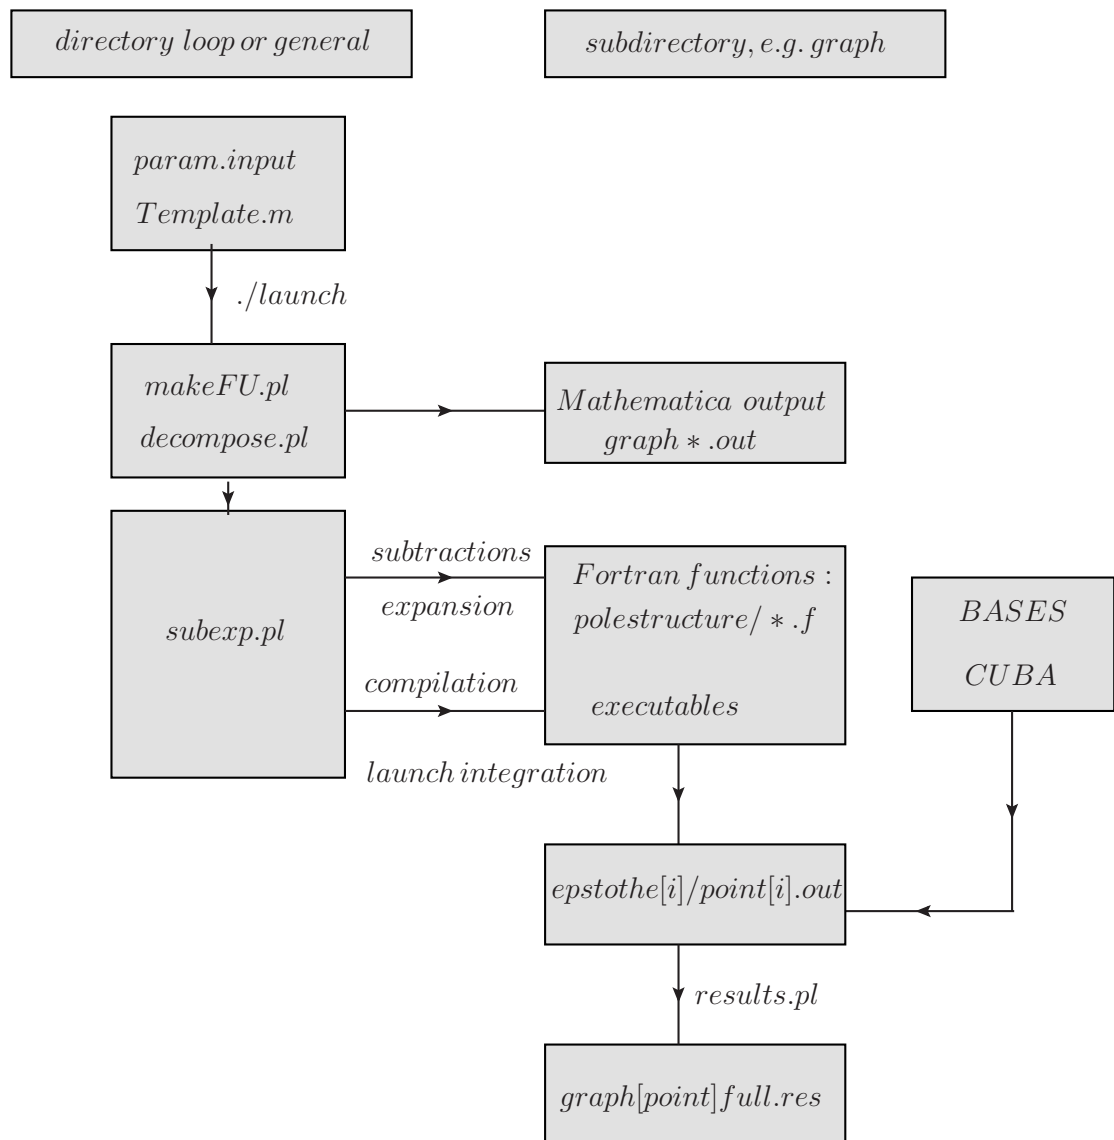 directory loop or general
subdirectory, e.g. graph
param.input
Template.m
./launch
makeFU.pl
decompose.pl
Mathematica output
graph * .out
subexp.pl
subtractions
expansion
compilation
launch integration
Fortran functions :
polestructure/ * .f
executables
BASES
CUBA
epstothe[i]/point[i].out
results.pl
graph[point]full.res